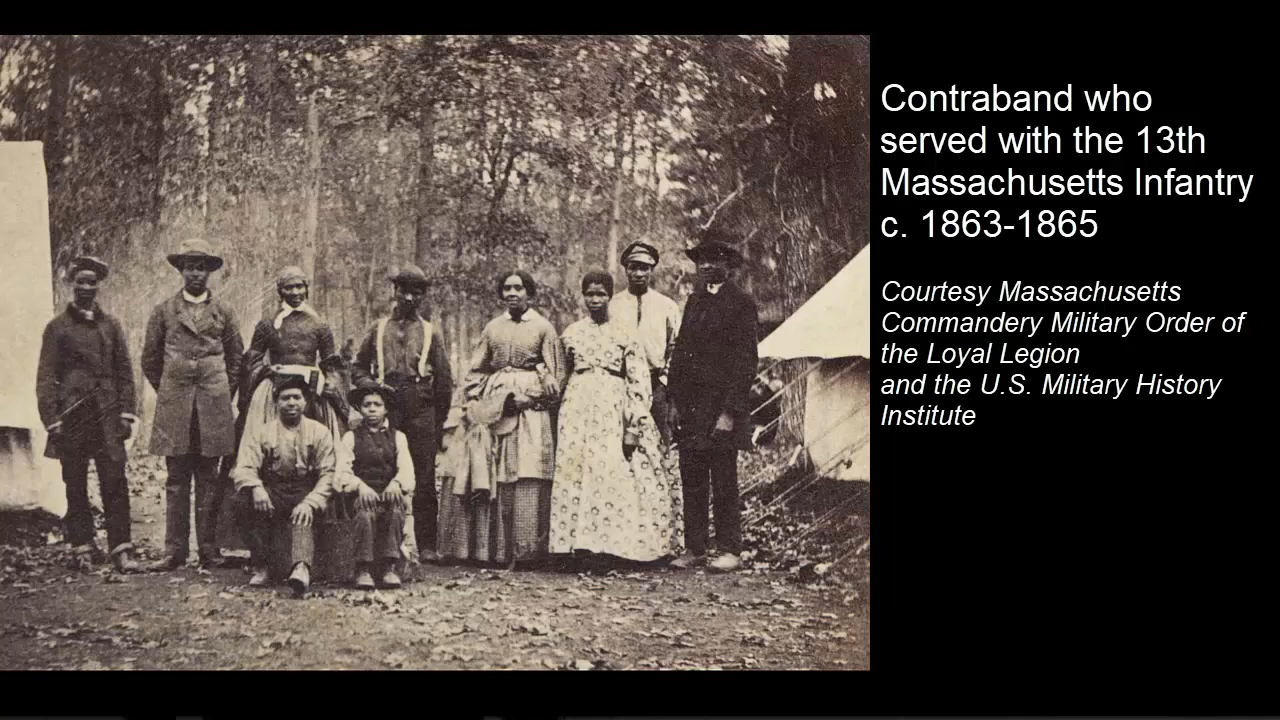 Contraband who
served with the 13th
Massachusetts Infantry
c. 1863-1865
Courtesy Massachusetts
Commandery Military Order of
the Loyal Legion
and the U.S. Military History
Institute